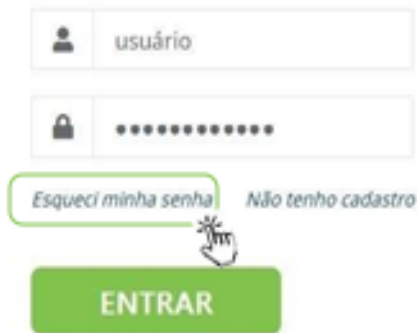 usuário
••••••••••••
Esqueci minha senha Não tenho cadastro
ENTRAR